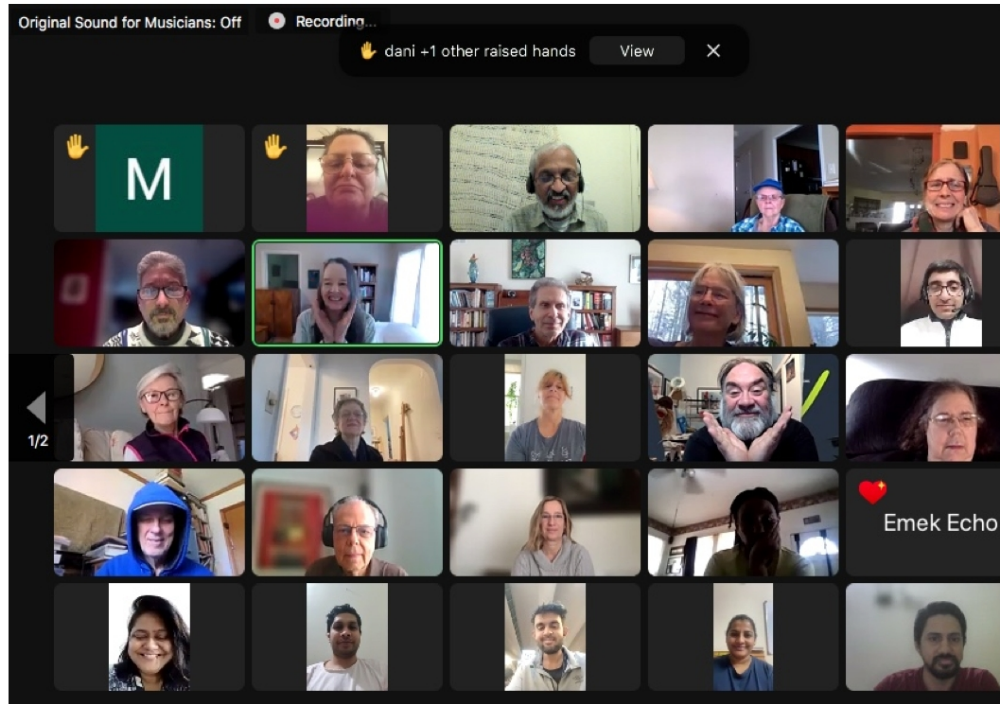 Original Sound for Musicians: Off
Recording...
dani +1 other raised hands
View
M
1/2
Emek Echo